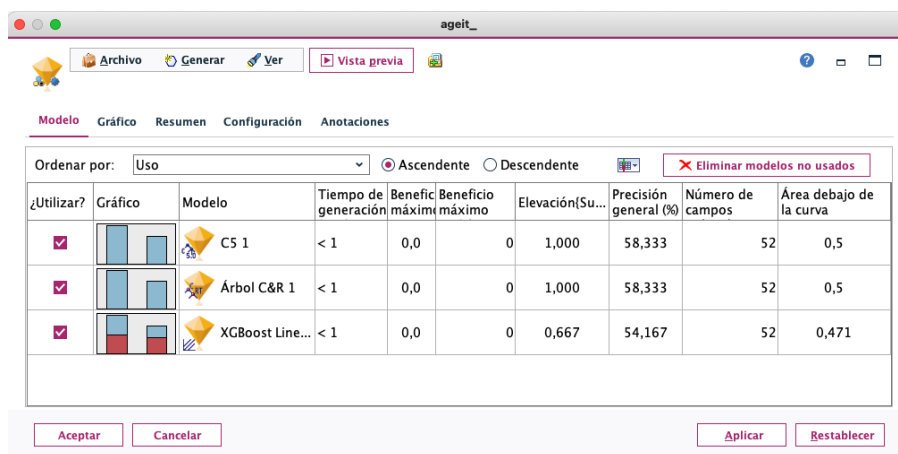 ageit_
Archivo Generar Ver Vista previa
Modelo Gráfico Resumen Configuración Anotaciones
Ordenar por: Uso Ascendente Descendente Eliminar modelos no usados
¿Utilizar? Gráfico Modelo Tiempo de generación Benefic máximo Beneficio máximo Elevación{Su... Precisión general (%) Número de campos Área debajo de la curva
C5 1 < 1 0,0 0 1,000 58,333 52 0,5
Árbol C&R 1 < 1 0,0 0 1,000 58,333 52 0,5
XGBoost Line... < 1 0,0 0 0,667 54,167 52 0,471
Aceptar Cancelar Aplicar Restablecer